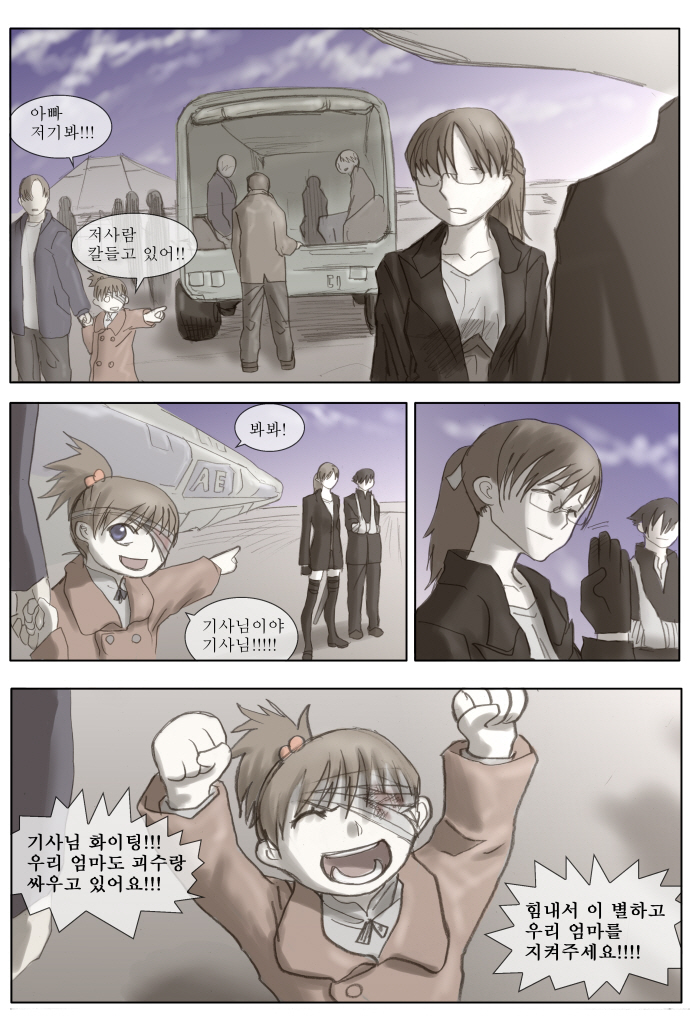 아빠
저기봐!!!
저사람
칼들고 있어!!
봐봐!
AE
기사님이야
기사님!!!!!
기사님 화이팅!!!
우리 엄마도 괴수랑
싸우고 있어요!!!
힘내서 이 별하고
우리 엄마를
지켜주세요!!!!